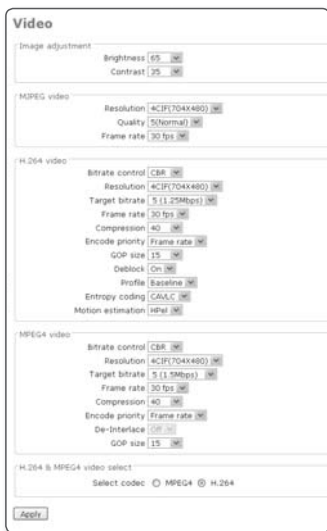 Video
Image adjustment
Brightness 65
Contrast 35
MJPEG video
Resolution 4CIF(704X480)
Quality 5(Normal)
Frame rate 30 fps
H.264 video
Bitrate control CBR
Resolution 4CIF(704X480)
Target bitrate 5 (1.25Mbps)
Frame rate 30 fps
Compression 40
Encode priority Frame rate
GOP size 15
Deblock On
Profile Baseline
Entropy coding CAVLC
Motion estimation HPel
MPEG4 video
Bitrate control CBR
Resolution 4CIF(704X480)
Target bitrate 5 (1.5Mbps)
Frame rate 30 fps
Compression 40
Encode priority Frame rate
De-Interlace Off
GOP size 15
H.264 & MPEG4 video select
Select codec MPEG4 H.264
Apply